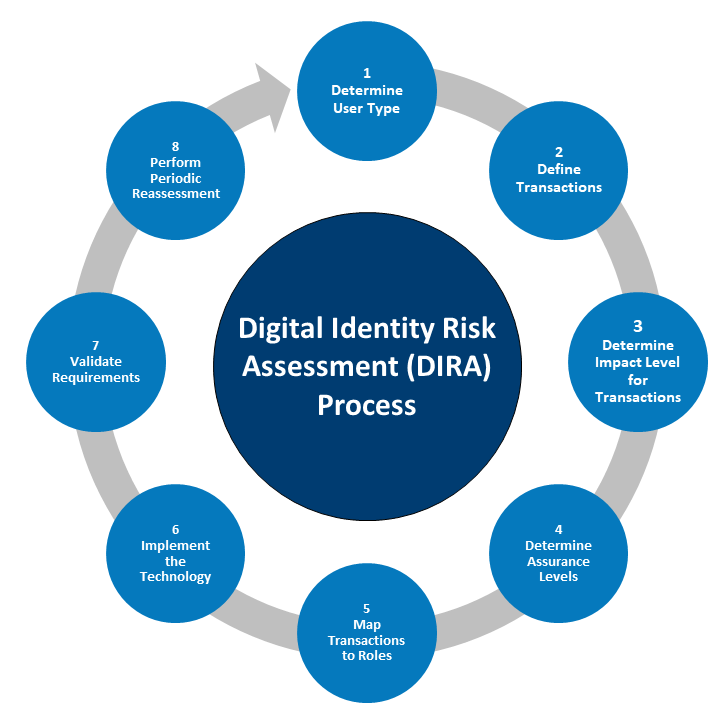 1
Determine
User Type
2
Define
Transactions
3
Determine
Impact Level
for
Transactions
4
Determine
Assurance
Levels
5
Map
Transactions
to Roles
6
Implement
the
Technology
7
Validate
Requirements
8
Perform
Periodic
Reassessment
Digital Identity Risk
Assessment (DIRA)
Process